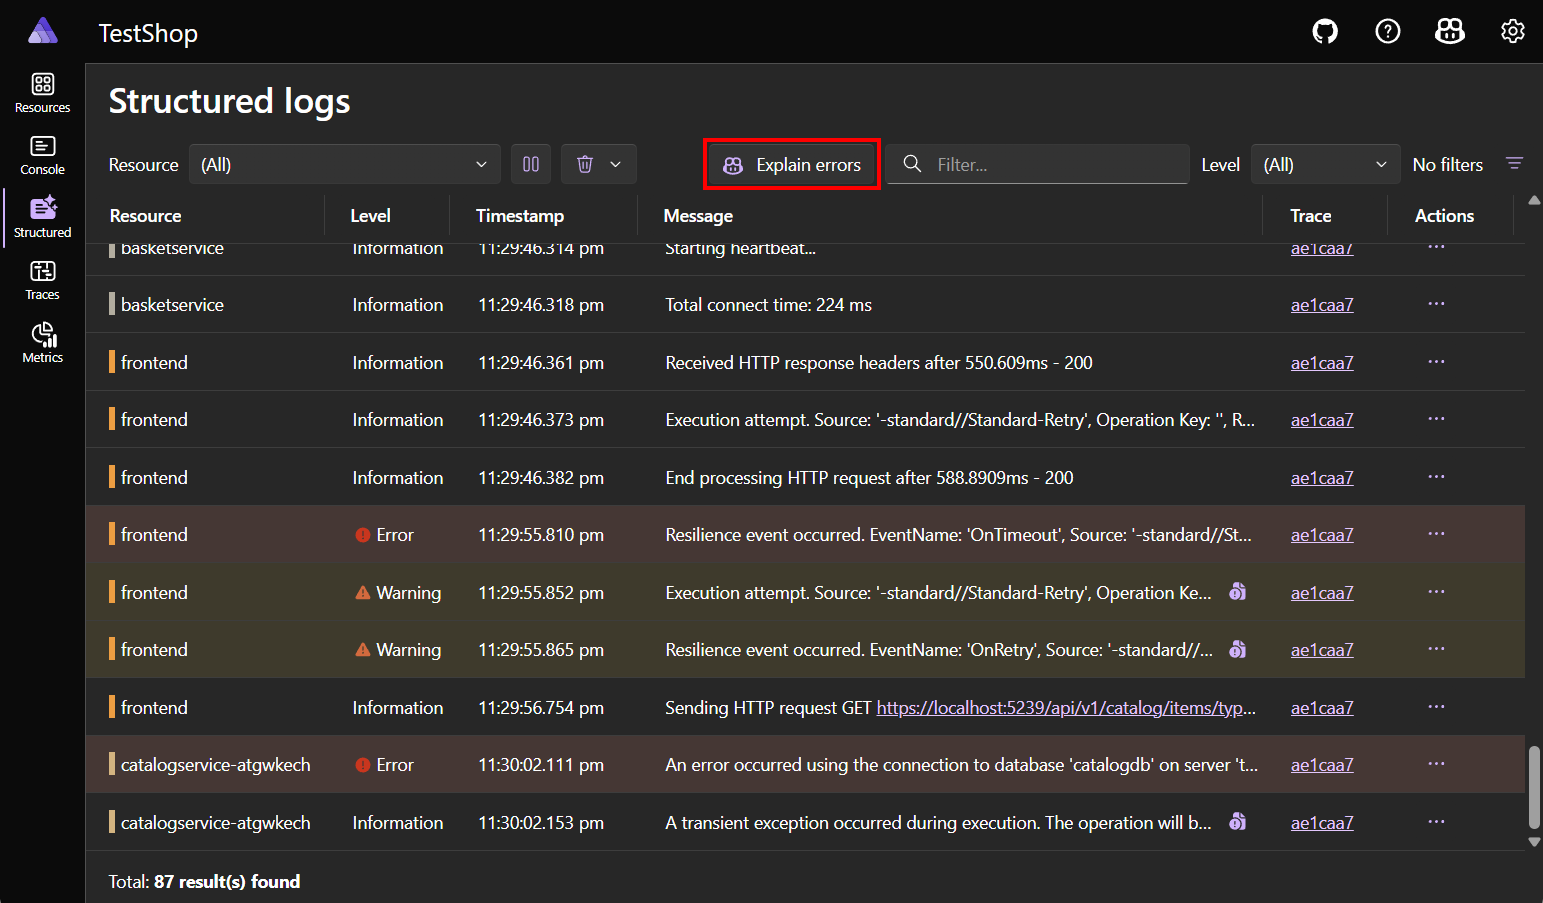 TestShop
Resources
Console
Structured
Traces
Metrics
Structured logs
Resource (All) Explain errors Filter... Level (All) No filters
Resource Level Timestamp Message Trace Actions
basketservice Information 11:29:46.314 pm Starting heartbeat... ae1caa7 ...
basketservice Information 11:29:46.318 pm Total connect time: 224 ms ae1caa7 ...
frontend Information 11:29:46.361 pm Received HTTP response headers after 550.609ms - 200 ae1caa7 ...
frontend Information 11:29:46.373 pm Execution attempt. Source: '-standard//Standard-Retry', Operation Key: '', R... ae1caa7 ...
frontend Information 11:29:46.382 pm End processing HTTP request after 588.8909ms - 200 ae1caa7 ...
frontend Error 11:29:55.810 pm Resilience event occurred. EventName: 'OnTimeout', Source: '-standard//St... ae1caa7 ...
frontend Warning 11:29:55.852 pm Execution attempt. Source: '-standard//Standard-Retry', Operation Ke... ae1caa7 ...
frontend Warning 11:29:55.865 pm Resilience event occurred. EventName: 'OnRetry', Source: '-standard//... ae1caa7 ...
frontend Information 11:29:56.754 pm Sending HTTP request GET https://localhost:5239/api/v1/catalog/items/typ... ae1caa7 ...
catalogservice-atgwkech Error 11:30:02.111 pm An error occurred using the connection to database 'catalogdb' on server 't... ae1caa7 ...
catalogservice-atgwkech Information 11:30:02.153 pm A transient exception occurred during execution. The operation will b... ae1caa7 ...
Total: 87 result(s) found